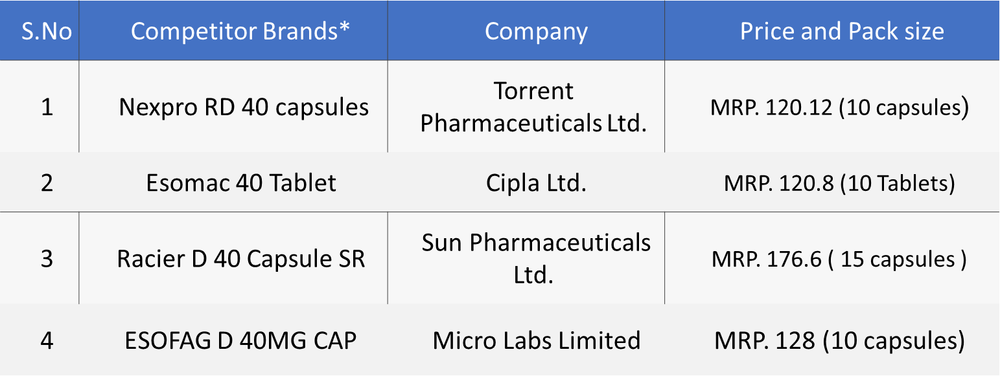 S.No Competitor Brands* Company Price and Pack size
1 Nexpro RD 40 capsules Torrent Pharmaceuticals Ltd. MRP. 120.12 (10 capsules)
2 Esomac 40 Tablet Cipla Ltd. MRP. 120.8 (10 Tablets)
3 Racier D 40 Capsule SR Sun Pharmaceuticals Ltd. MRP. 176.6 ( 15 capsules )
4 ESOFAG D 40MG CAP Micro Labs Limited MRP. 128 (10 capsules)